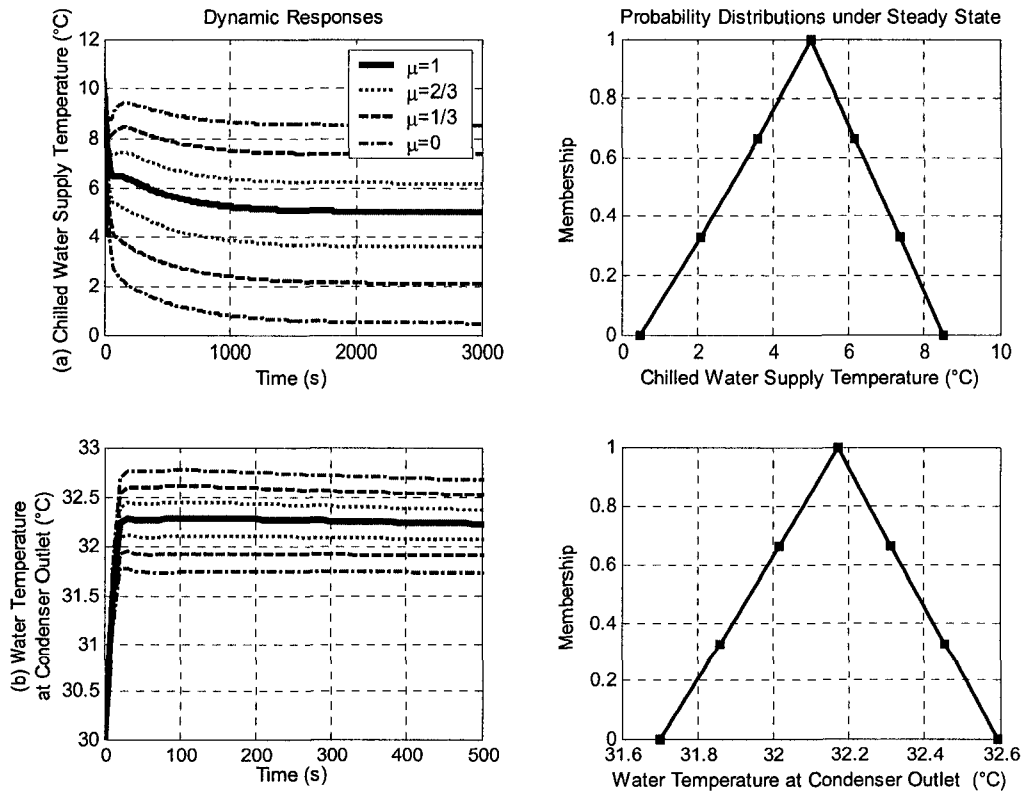 Dynamic Responses
(a) Chilled Water Supply Temperature (°C)
12
10
8
6
4
2
0
μ=1
μ=2/3
μ=1/3
μ=0
0 1000 2000 3000
Time (s)
Probability Distributions under Steady State
Membership
1
0.8
0.6
0.4
0.2
0
0 2 4 6 8 10
Chilled Water Supply Temperature (°C)
(b) Water Temperature
at Condenser Outlet (°C)
33
32.5
32
31.5
31
30.5
30
0 100 200 300 400 500
Time (s)
Membership
1
0.8
0.6
0.4
0.2
0
31.6 31.8 32 32.2 32.4 32.6
Water Temperature at Condenser Outlet (°C)